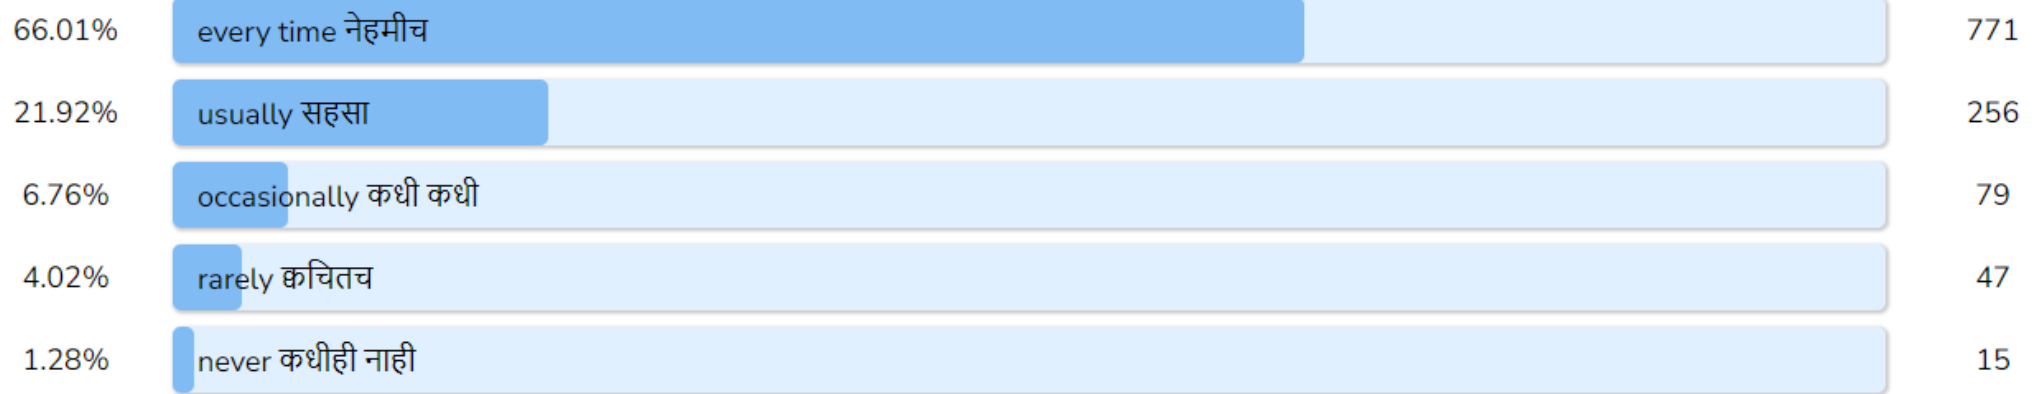 66.01% every time नेहमीच 771
21.92% usually सहसा 256
6.76% occasionally कधी कधी 79
4.02% rarely क्वचितच 47
1.28% never कधीही नाही 15